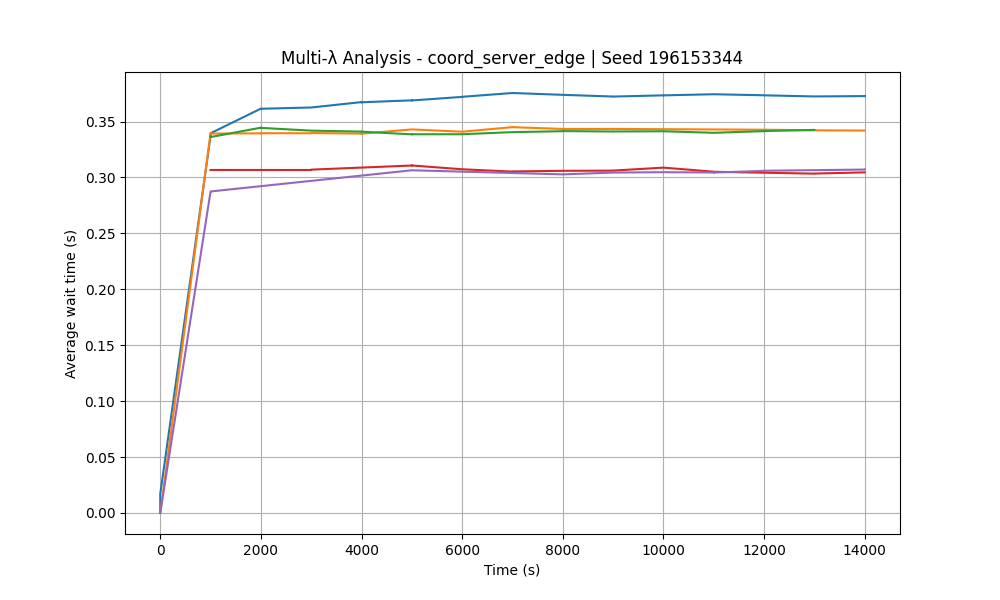 Multi-λ Analysis - coord_server_edge | Seed 196153344
Average wait time (s)
0.35
0.30
0.25
0.20
0.15
0.10
0.05
0.00
0 2000 4000 6000 8000 10000 12000 14000
Time (s)